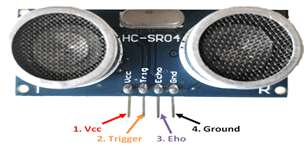 HC-SR04
Vcc Trig Echo Gnd
T R
1. Vcc
2. Trigger
3. Eho
4. Ground